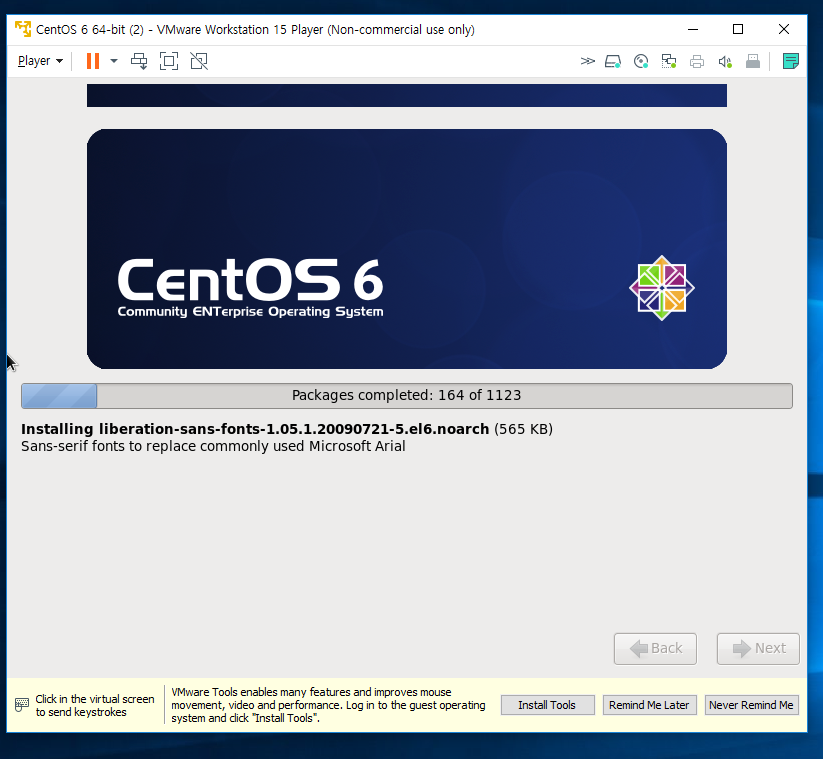 CentOS 6 64-bit (2) - VMware Workstation 15 Player (Non-commercial use only)
Player
CentOS 6
Community ENTerprise Operating System
Packages completed: 164 of 1123
Installing liberation-sans-fonts-1.05.1.20090721-5.el6.noarch (565 KB)
Sans-serif fonts to replace commonly used Microsoft Arial
Back
Next
Click in the virtual screen
to send keystrokes
VMware Tools enables many features and improves mouse
movement, video and performance. Log in to the guest operating
system and click "Install Tools".
Install Tools
Remind Me Later
Never Remind Me